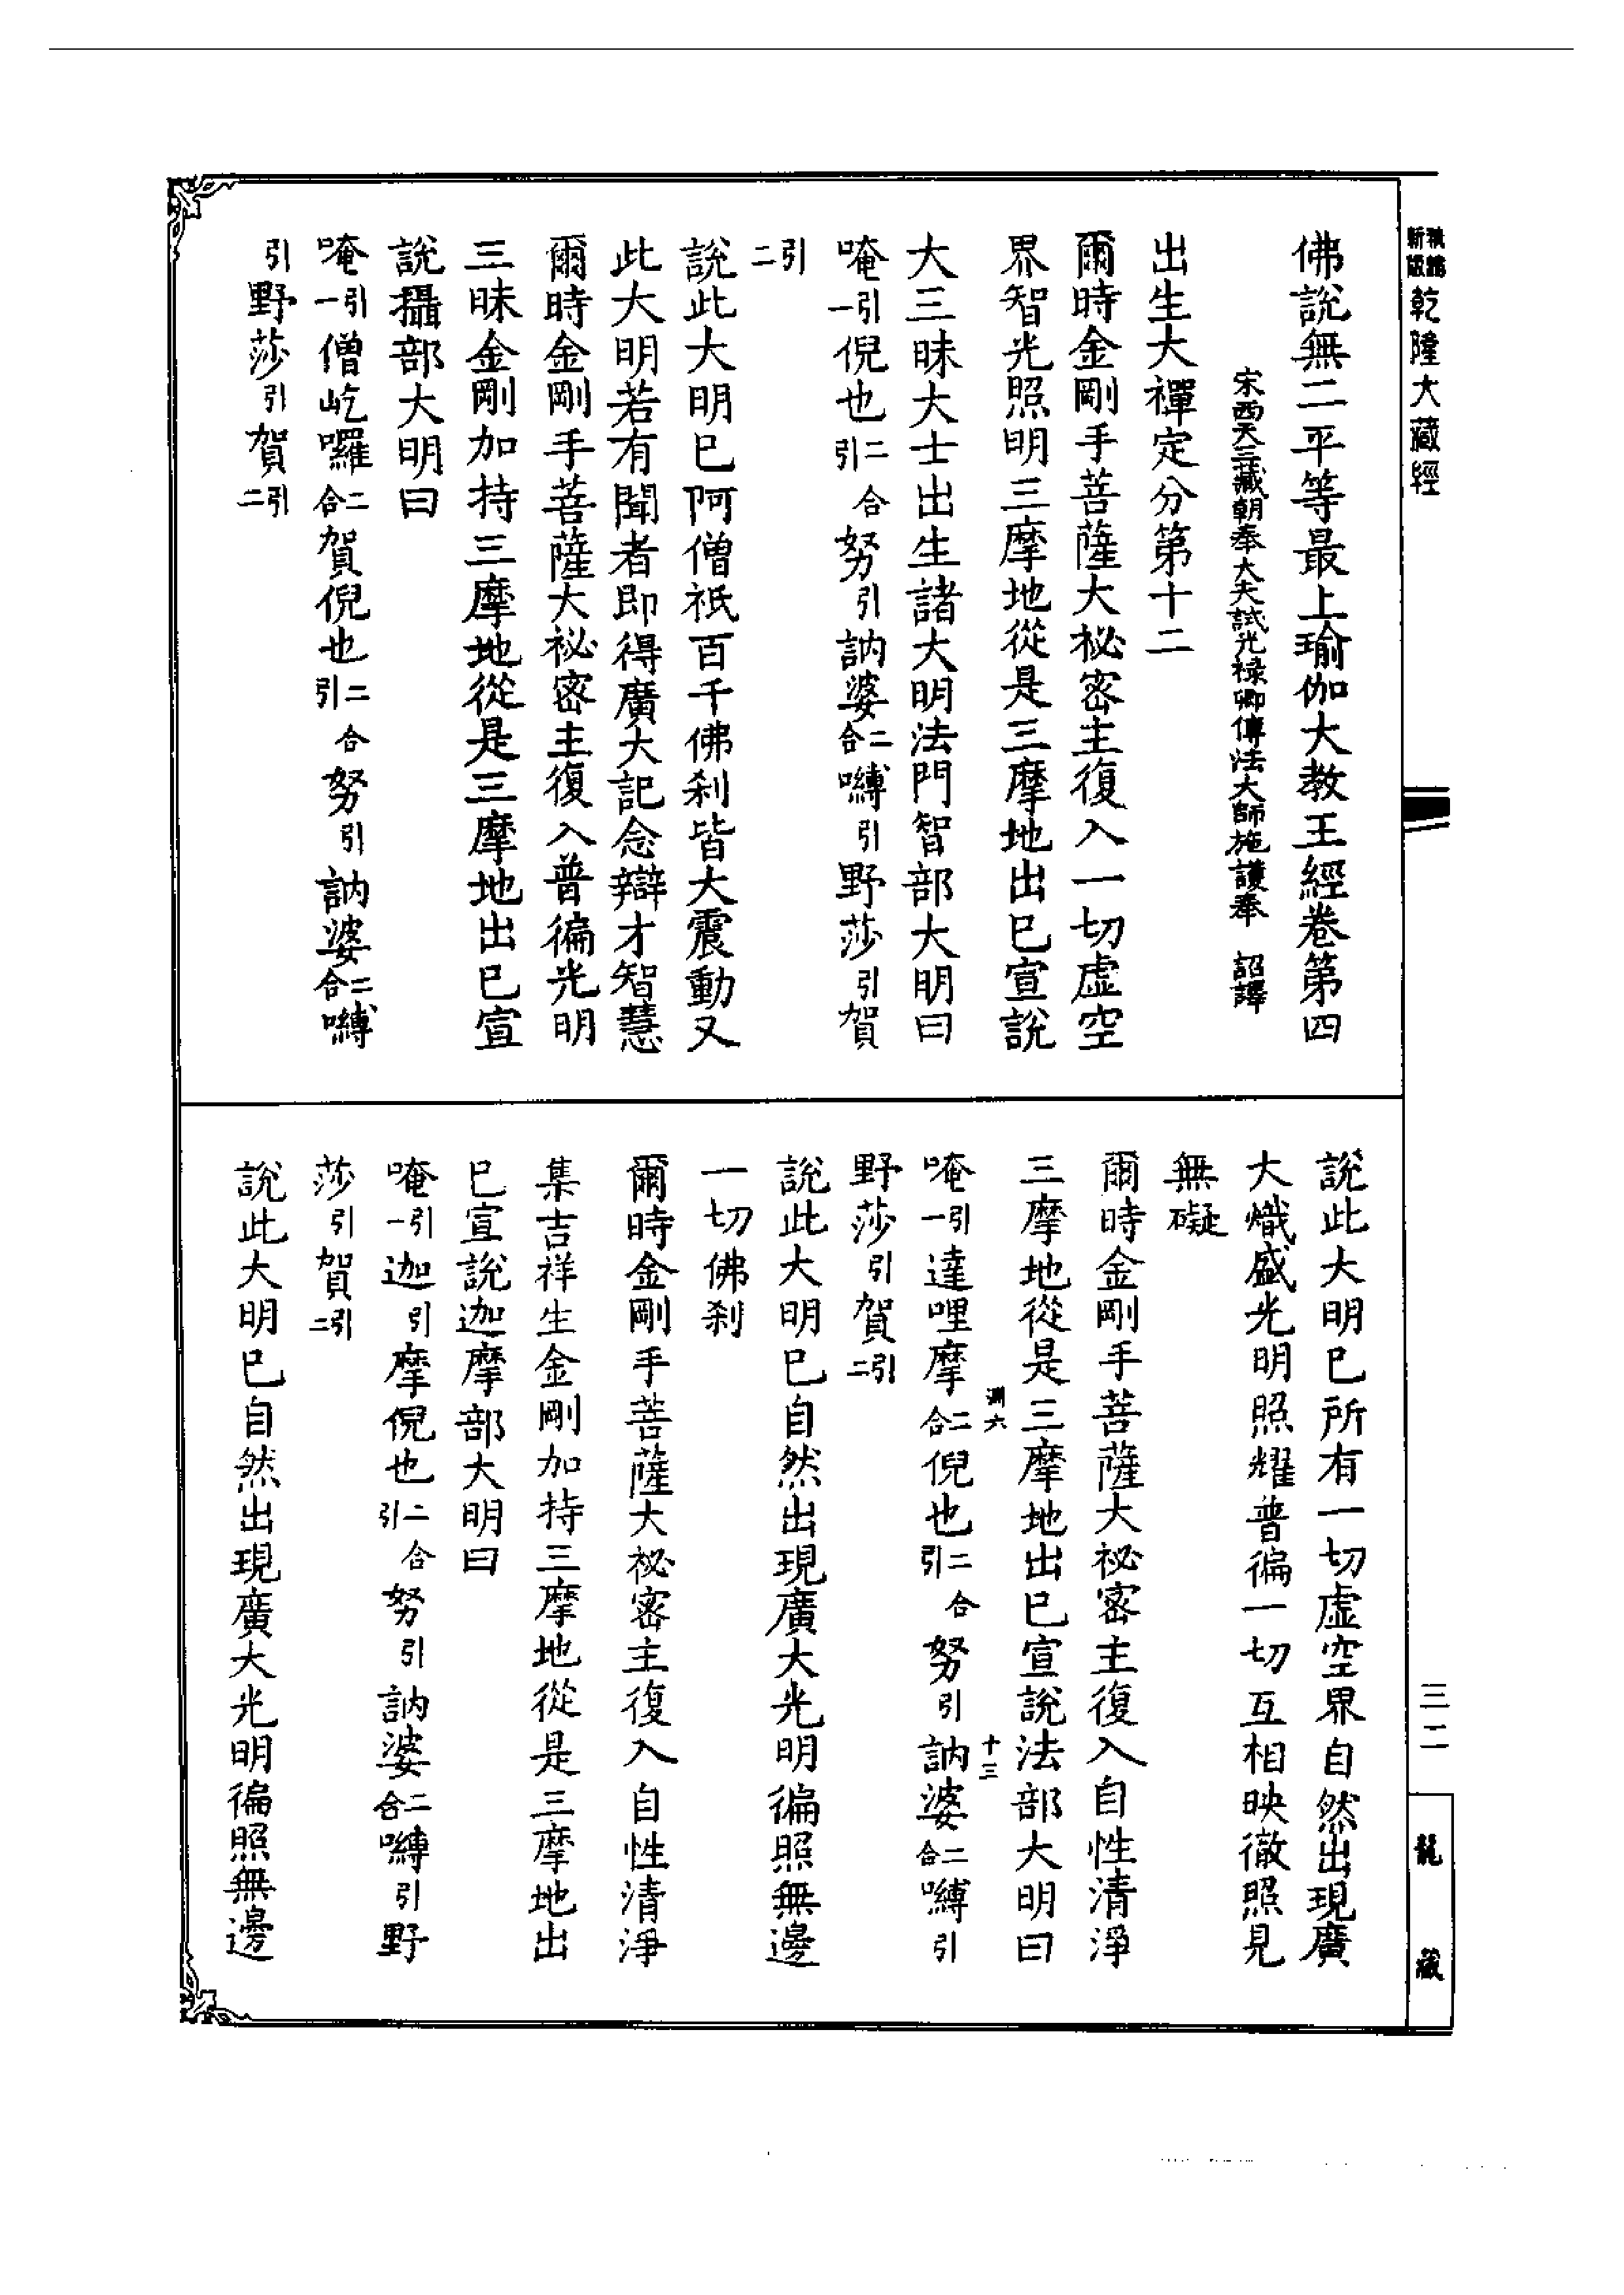 新版 乾隆大藏經
佛說無二平等最上瑜伽大教王經卷第四
宋西天三藏朝奉大夫試光祿卿傳法大師施護奉 詔譯
出生大禪定分第十二
爾時金剛手菩薩大祕密主復入一切虛空
界智光照明三摩地從是三摩地出已宣說
大三昧大士出生諸大明法門智部大明曰
唵引一倪也二合引努引訥婆二合嚩引野莎引賀
引二
說此大明已阿僧祇百千佛剎皆大震動又
此大明若有聞者即得廣大記念辯才智慧
爾時金剛手菩薩大祕密主復入普徧光明
三昧金剛加持三摩地從是三摩地出已宣
說攝部大明曰
唵引一僧屹囉二合賀倪也二合引努引訥婆二合嚩
引野莎引賀引二
說此大明已所有一切虛空界自然出現廣
大熾盛光明照耀普徧一切互相映徹照見
無礙
爾時金剛手菩薩大祕密主復入自性清淨
三摩地從是三摩地出已宣說法部大明曰
淵六 十三
唵引一達哩摩二合倪也二合引努引訥婆二合嚩引
野莎引賀引二
說此大明已自然出現廣大光明徧照無邊
一切佛剎
爾時金剛手菩薩大祕密主復入自性清淨
集吉祥生金剛加持三摩地從是三摩地出
已宣說迦摩部大明曰
唵引一迦引摩倪也二合引努引訥婆二合嚩引野
莎引賀引二
說此大明已自然出現廣大光明徧照無邊
三二
龍藏